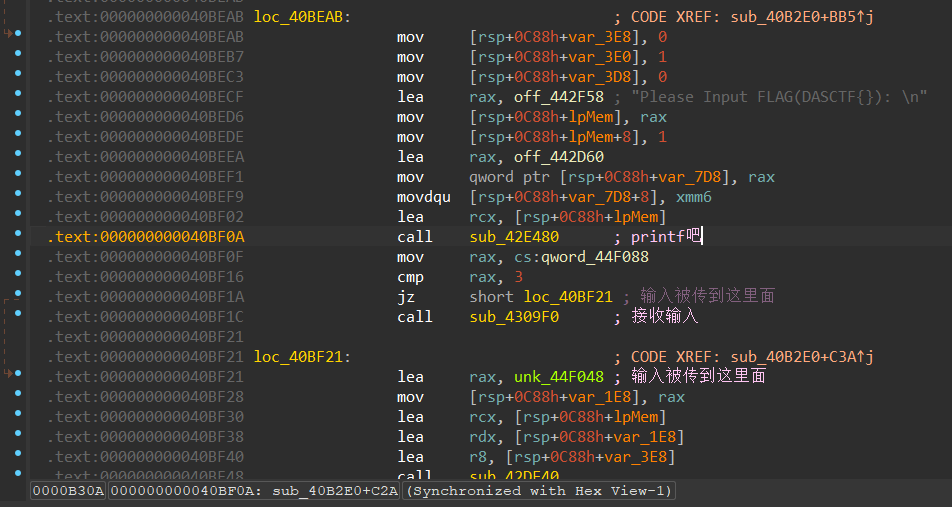 .text:000000000040BEAB
.text:000000000040BEAB loc_40BEAB: ; CODE XREF: sub_40B2E0+BB5↑j
.text:000000000040BEAB mov [rsp+0C88h+var_3E8], 0
.text:000000000040BEB7 mov [rsp+0C88h+var_3E0], 1
.text:000000000040BEC3 mov [rsp+0C88h+var_3D8], 0
.text:000000000040BECF lea rax, off_442F58 ; "Please Input FLAG(DASCTF{}): \n"
.text:000000000040BED6 mov [rsp+0C88h+lpMem], rax
.text:000000000040BEDE mov [rsp+0C88h+lpMem+8], 1
.text:000000000040BEEA lea rax, off_442D60
.text:000000000040BEF1 mov qword ptr [rsp+0C88h+var_7D8], rax
.text:000000000040BEF9 movdqu [rsp+0C88h+var_7D8+8], xmm6
.text:000000000040BF02 lea rcx, [rsp+0C88h+lpMem]
.text:000000000040BF0A call sub_42E480 ; printf吧
.text:000000000040BF0F mov rax, cs:qword_44F088
.text:000000000040BF16 cmp rax, 3
.text:000000000040BF1A jz short loc_40BF21 ; 输入被传到这里面
.text:000000000040BF1C call sub_4309F0 ; 接收输入
.text:000000000040BF21
.text:000000000040BF21 loc_40BF21: ; CODE XREF: sub_40B2E0+C3A↑j
.text:000000000040BF21 lea rax, unk_44F048 ; 输入被传到这里面
.text:000000000040BF28 mov [rsp+0C88h+var_1E8], rax
.text:000000000040BF30 lea rcx, [rsp+0C88h+lpMem]
.text:000000000040BF38 lea rdx, [rsp+0C88h+var_1E8]
.text:000000000040BF40 lea r8, [rsp+0C88h+var_3E8]
.text:000000000040BF48 call sub_42DE40
0000B30A 000000000040BF0A: sub_40B2E0+C2A (Synchronized with Hex View-1)